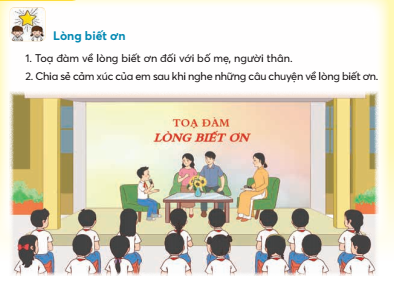 Lòng biết ơn
1. Toạ đàm về lòng biết ơn đối với bố mẹ, người thân.
2. Chia sẻ cảm xúc của em sau khi nghe những câu chuyện về lòng biết ơn.
TOẠ ĐÀM
LÒNG BIẾT ƠN